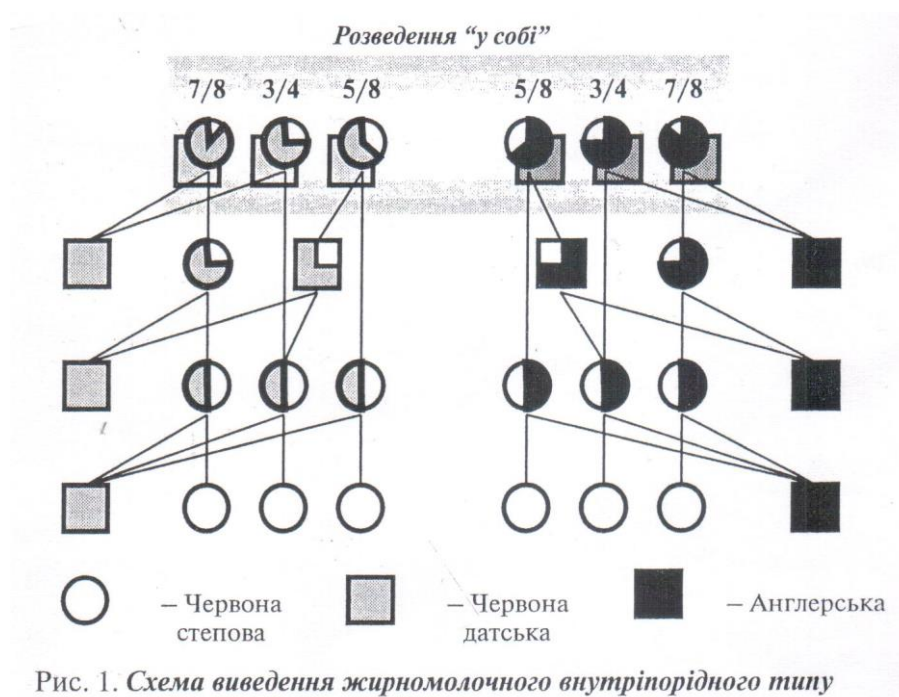 Розведення “у собі”
7/8 3/4 5/8 5/8 3/4 7/8
– Червона степова
– Червона датська
– Англерська
Рис. 1. Схема виведення жирномолочного внутріпорідного типу